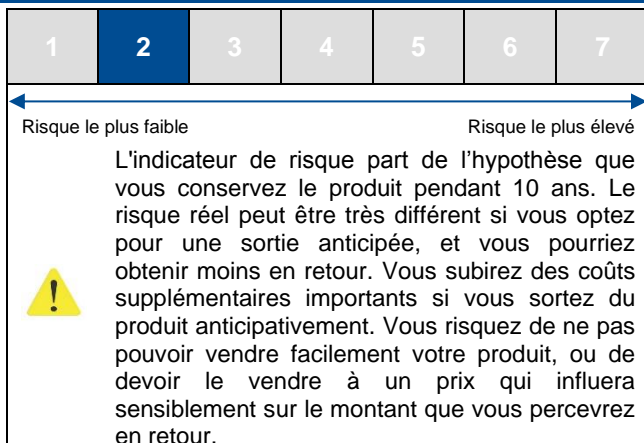 1 2 3 4 5 6 7
Risque le plus faible Risque le plus élevé
L'indicateur de risque part de l’hypothèse que
vous conservez le produit pendant 10 ans. Le
risque réel peut être très différent si vous optez
pour une sortie anticipée, et vous pourriez
obtenir moins en retour. Vous subirez des coûts
supplémentaires importants si vous sortez du
produit anticipativement. Vous risquez de ne pas
pouvoir vendre facilement votre produit, ou de
devoir le vendre à un prix qui influera
sensiblement sur le montant que vous percevrez
en retour.